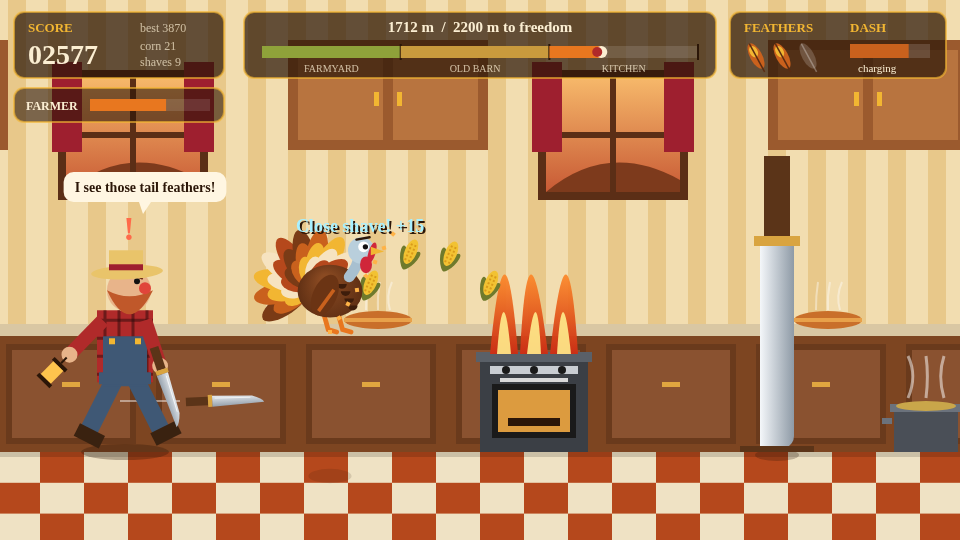 SCORE
02577
best 3870
corn 21
shaves 9
1712 m / 2200 m to freedom
FARMYARD
OLD BARN
KITCHEN
FEATHERS
DASH
charging
FARMER
I see those tail feathers!
!
Close shave! +15